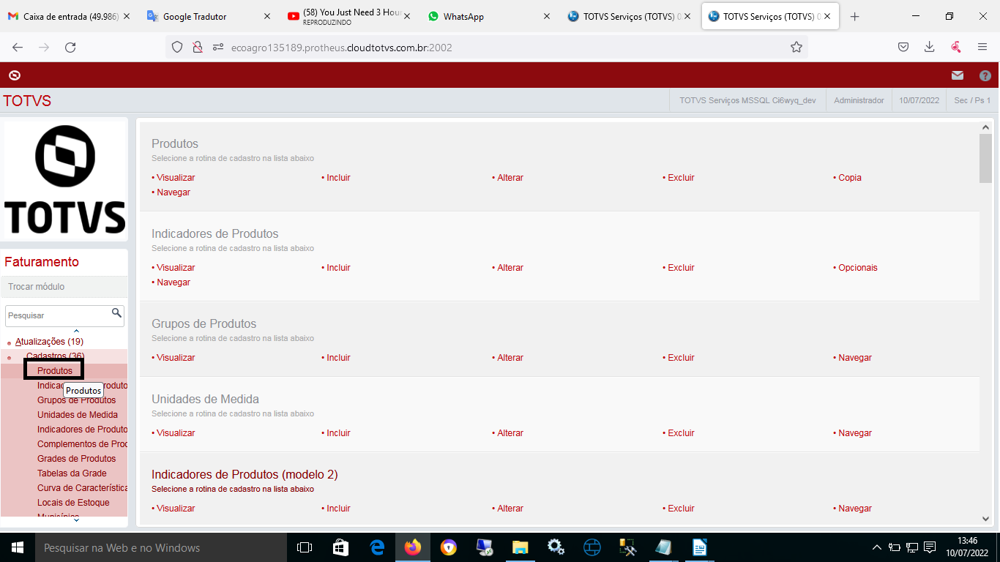 Caixa de entrada (49.986)
Google Tradutor
(58) You Just Need 3 Hour
REPRODUZINDO
WhatsApp
TOTVS Serviços (TOTVS) 0
TOTVS Serviços (TOTVS) 0
ecoagro135189.protheus.cloudtotvs.com.br:2002
TOTVS
TOTVS Serviços MSSQL Ci6wyq_dev
Administrador
10/07/2022
Sec / Ps 1
TOTVS
Faturamento
Trocar módulo
Pesquisar
Atualizações (19)
Cadastros (36)
Produtos
Produtos
Grupos de Produtos
Unidades de Medida
Indicadores de Produto
Complementos de Proc
Grades de Produtos
Tabelas da Grade
Curva de Característica
Locais de Estoque
Municípios
Produtos
Selecione a rotina de cadastro na lista abaixo
• Visualizar • Incluir • Alterar • Excluir • Copia
• Navegar
Indicadores de Produtos
Selecione a rotina de cadastro na lista abaixo
• Visualizar • Incluir • Alterar • Excluir • Opcionais
• Navegar
Grupos de Produtos
Selecione a rotina de cadastro na lista abaixo
• Visualizar • Incluir • Alterar • Excluir • Navegar
Unidades de Medida
Selecione a rotina de cadastro na lista abaixo
• Visualizar • Incluir • Alterar • Excluir • Navegar
Indicadores de Produtos (modelo 2)
Selecione a rotina de cadastro na lista abaixo
• Visualizar • Incluir • Alterar • Excluir • Navegar
Pesquisar na Web e no Windows
13:46
10/07/2022